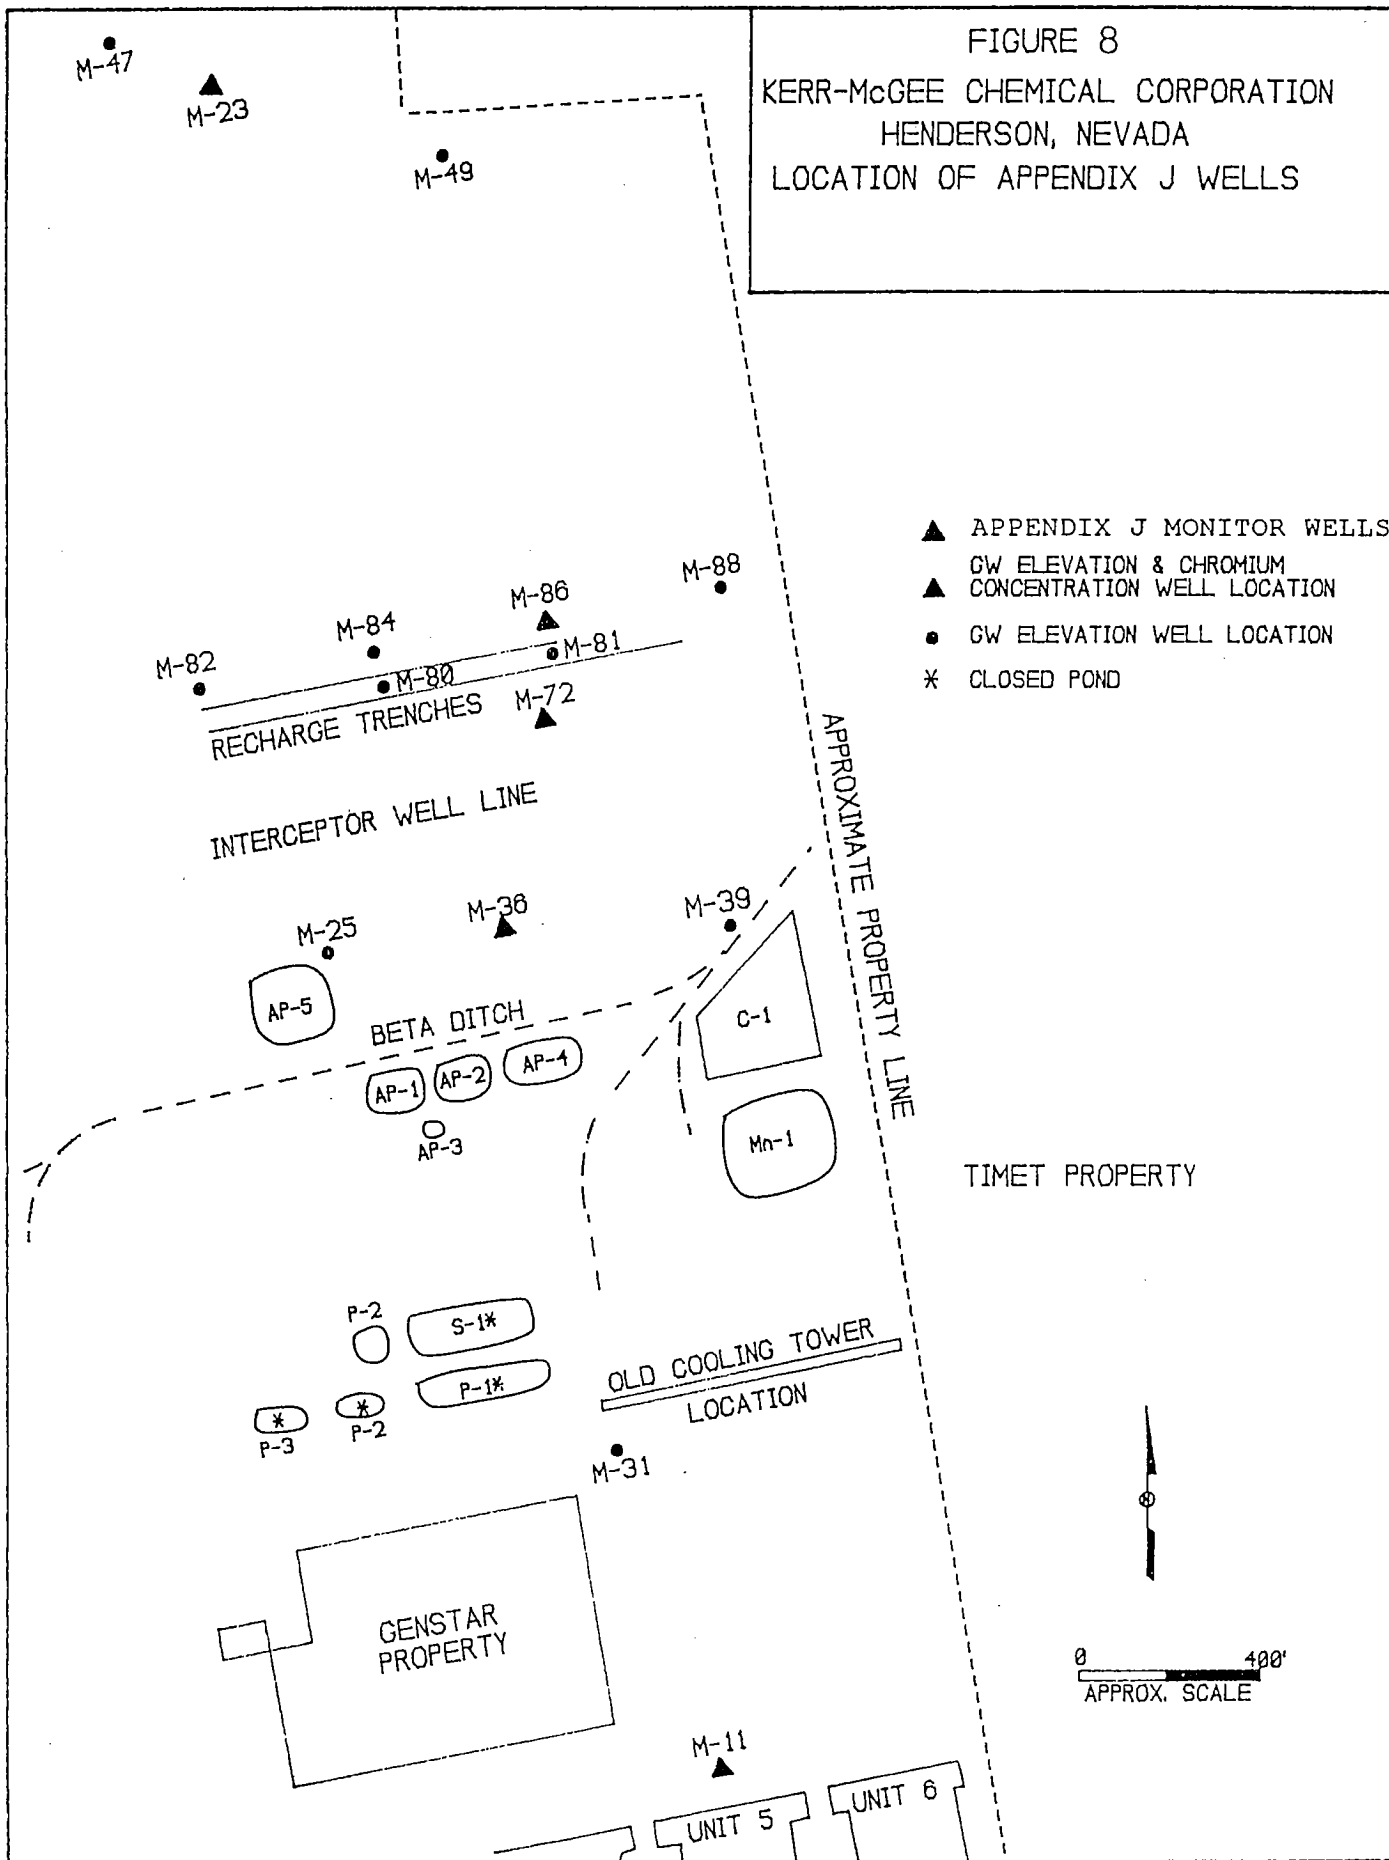 FIGURE 8
KERR-McGEE CHEMICAL CORPORATION
HENDERSON, NEVADA
LOCATION OF APPENDIX J WELLS
M-47
M-23
M-49
APPENDIX J MONITOR WELLS
GW ELEVATION & CHROMIUM
CONCENTRATION WELL LOCATION
GW ELEVATION WELL LOCATION
* CLOSED POND
M-88
M-86
M-84
M-81
M-82
M-80
M-72
RECHARGE TRENCHES
INTERCEPTOR WELL LINE
APPROXIMATE PROPERTY LINE
M-36
M-39
M-25
AP-5
BETA DITCH
C-1
AP-1
AP-2
AP-4
AP-3
Mn-1
TIMET PROPERTY
P-2
S-1*
P-1*
OLD COOLING TOWER
LOCATION
*
P-3
*
P-2
M-31
GENSTAR
PROPERTY
0 400'
APPROX. SCALE
M-11
UNIT 5
UNIT 6